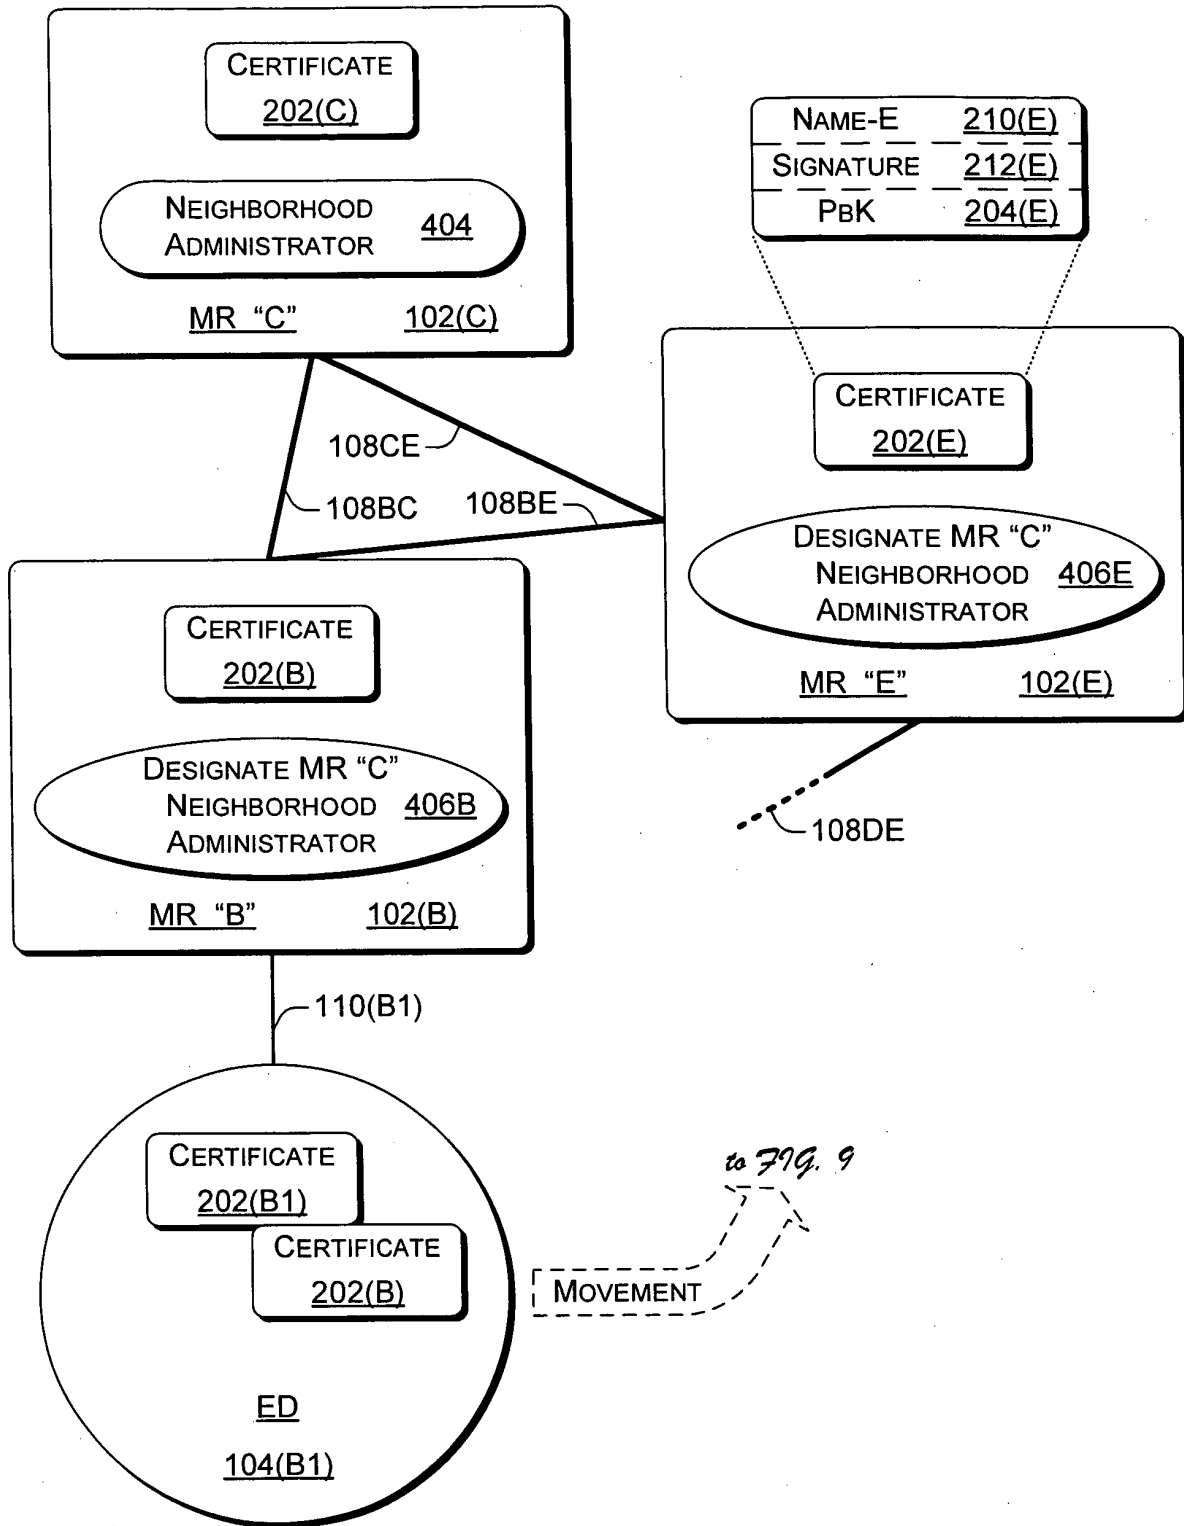 CERTIFICATE
202(C)
NEIGHBORHOOD
ADMINISTRATOR 404
MR "C" 102(C)
NAME-E 210(E)
SIGNATURE 212(E)
PBK 204(E)
CERTIFICATE
202(E)
DESIGNATE MR "C"
NEIGHBORHOOD 406E
ADMINISTRATOR
MR "E" 102(E)
108CE
108BC
108BE
CERTIFICATE
202(B)
DESIGNATE MR "C"
NEIGHBORHOOD 406B
ADMINISTRATOR
MR "B" 102(B)
108DE
110(B1)
CERTIFICATE
202(B1)
CERTIFICATE
202(B)
ED
104(B1)
to FIG. 9
MOVEMENT